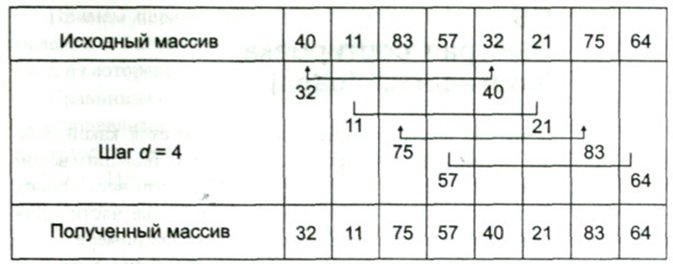 Исходный массив 40 11 83 57 32 21 75 64
32 40
11 21
Шаг d = 4
75 83
57 64
Полученный массив 32 11 75 57 40 21 83 64